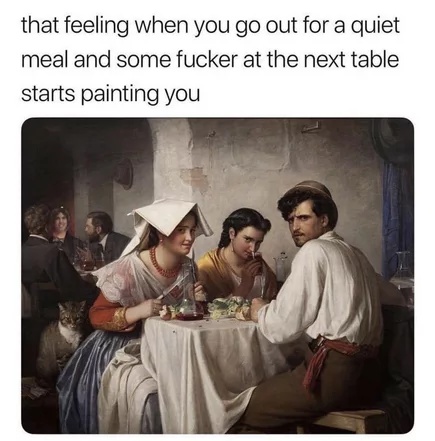 that feeling when you go out for a quiet
meal and some fucker at the next table
starts painting you